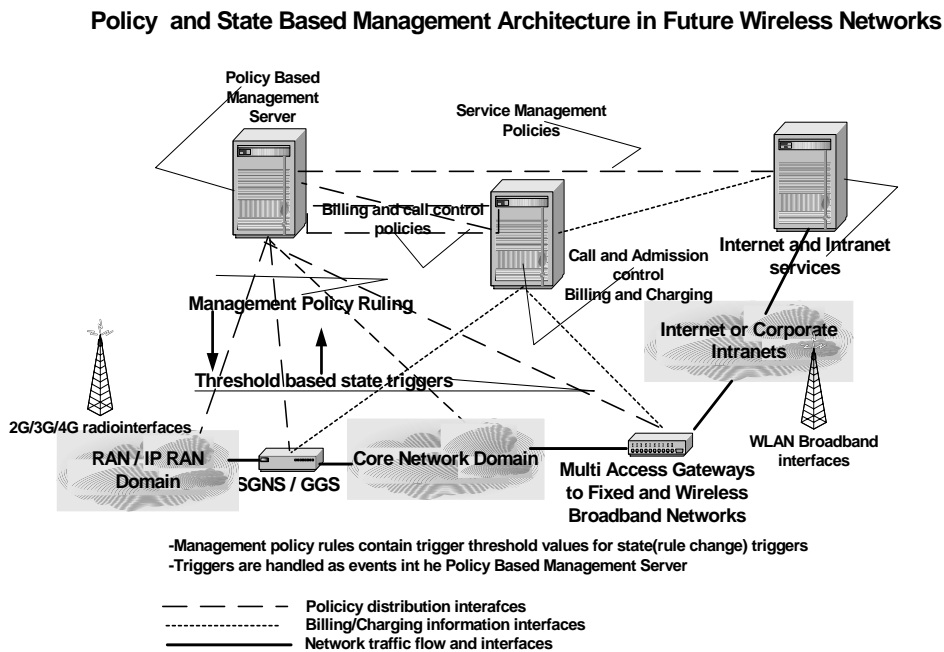 Policy and State Based Management Architecture in Future Wireless Networks
Policy Based
Management
Server
Service Management
Policies
Billing and call control
policies
Internet and Intranet
services
Call and Admission
control
Billing and Charging
Management Policy Ruling
Internet or Corporate
Intranets
Threshold based state triggers
2G/3G/4G radiointerfaces
WLAN Broadband
interfaces
RAN / IP RAN
Domain
SGNS / GGS
Core Network Domain
Multi Access Gateways
to Fixed and Wireless
Broadband Networks
-Management policy rules contain trigger threshold values for state(rule change) triggers
-Triggers are handled as events int he Policy Based Management Server
Policicy distribution interafces
Billing/Charging information interfaces
Network traffic flow and interfaces